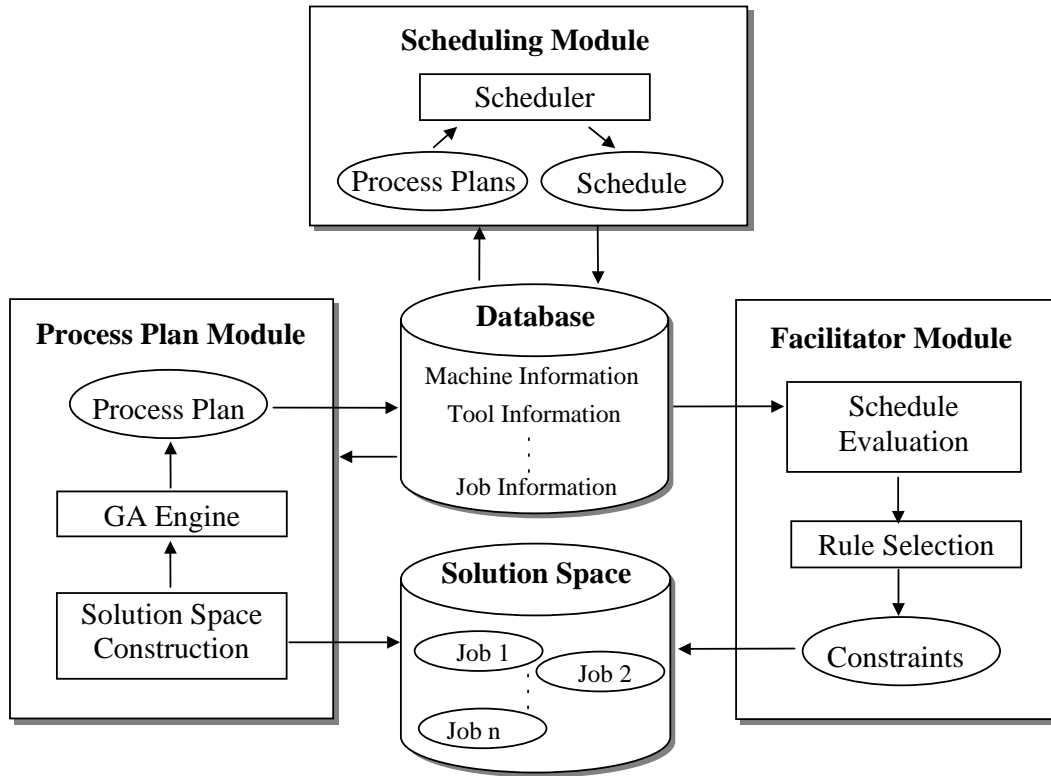 Scheduling Module
Scheduler
Process Plans
Schedule
Process Plan Module
Process Plan
GA Engine
Solution Space
Construction
Database
Machine Information
Tool Information
Job Information
Solution Space
Job 1
Job 2
Job n
Facilitator Module
Schedule
Evaluation
Rule Selection
Constraints